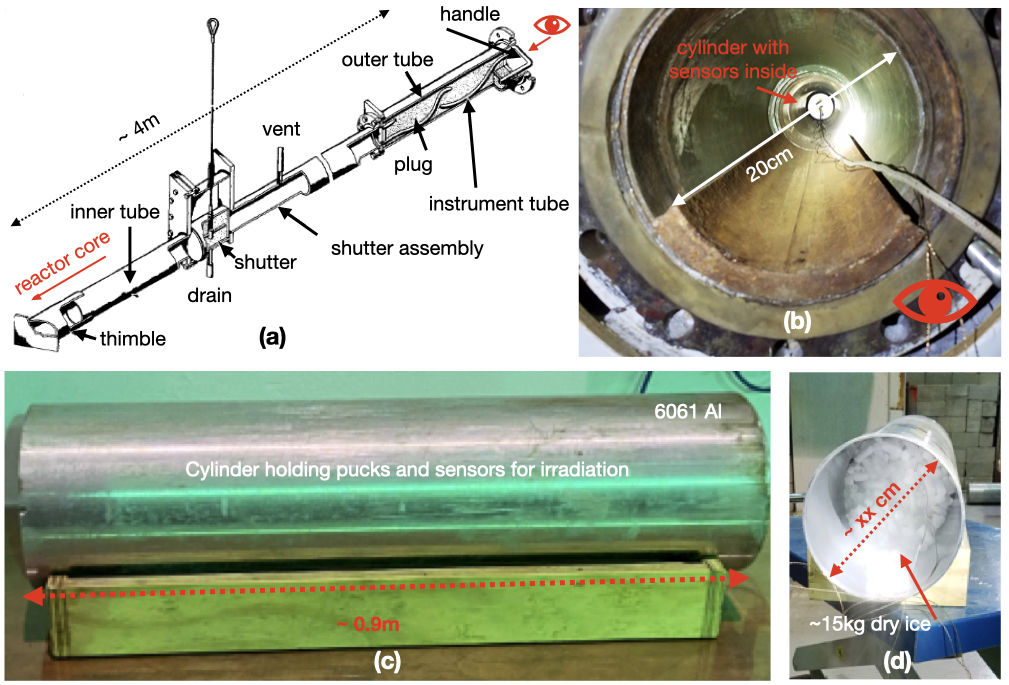 handle
outer tube
~ 4m
vent
plug
instrument tube
inner tube
shutter assembly
reactor core
shutter
drain
thimble
(a)
cylinder with
sensors inside
20cm
(b)
6061 Al
Cylinder holding pucks and sensors for irradiation
~ 0.9m
(c)
~ xx cm
~15kg dry ice
(d)